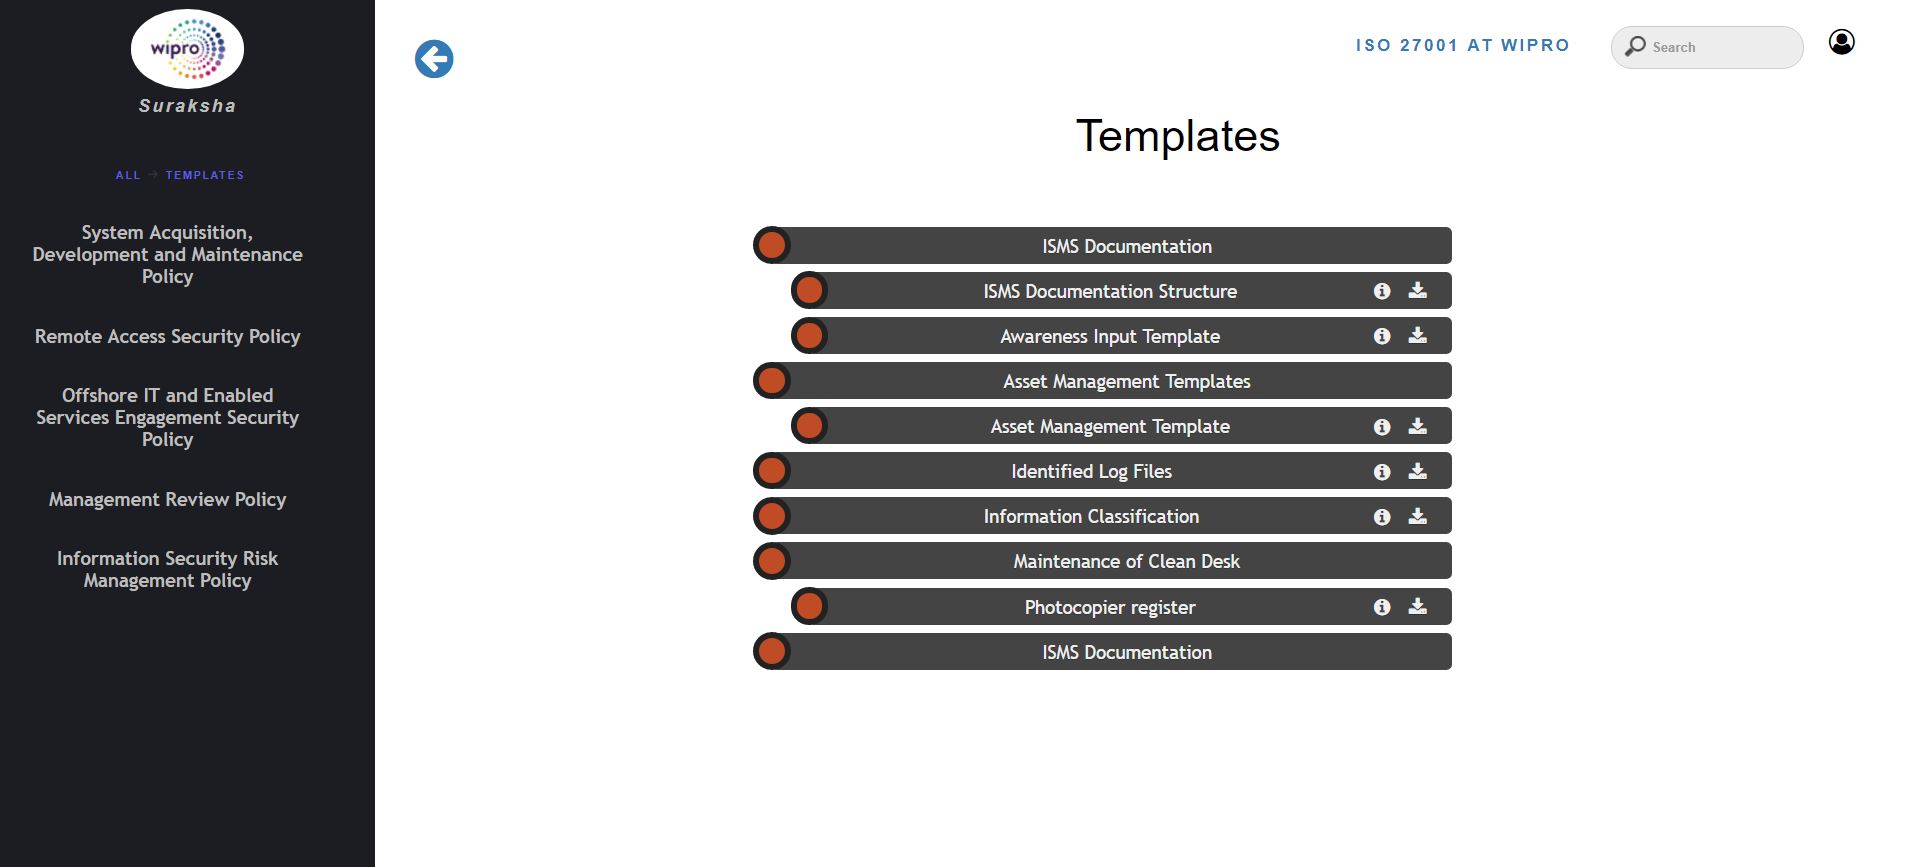 wipro
Suraksha
ALL → TEMPLATES
System Acquisition,
Development and Maintenance
Policy
Remote Access Security Policy
Offshore IT and Enabled
Services Engagement Security
Policy
Management Review Policy
Information Security Risk
Management Policy
ISO 27001 AT WIPRO
Search
Templates
ISMS Documentation
ISMS Documentation Structure
Awareness Input Template
Asset Management Templates
Asset Management Template
Identified Log Files
Information Classification
Maintenance of Clean Desk
Photocopier register
ISMS Documentation